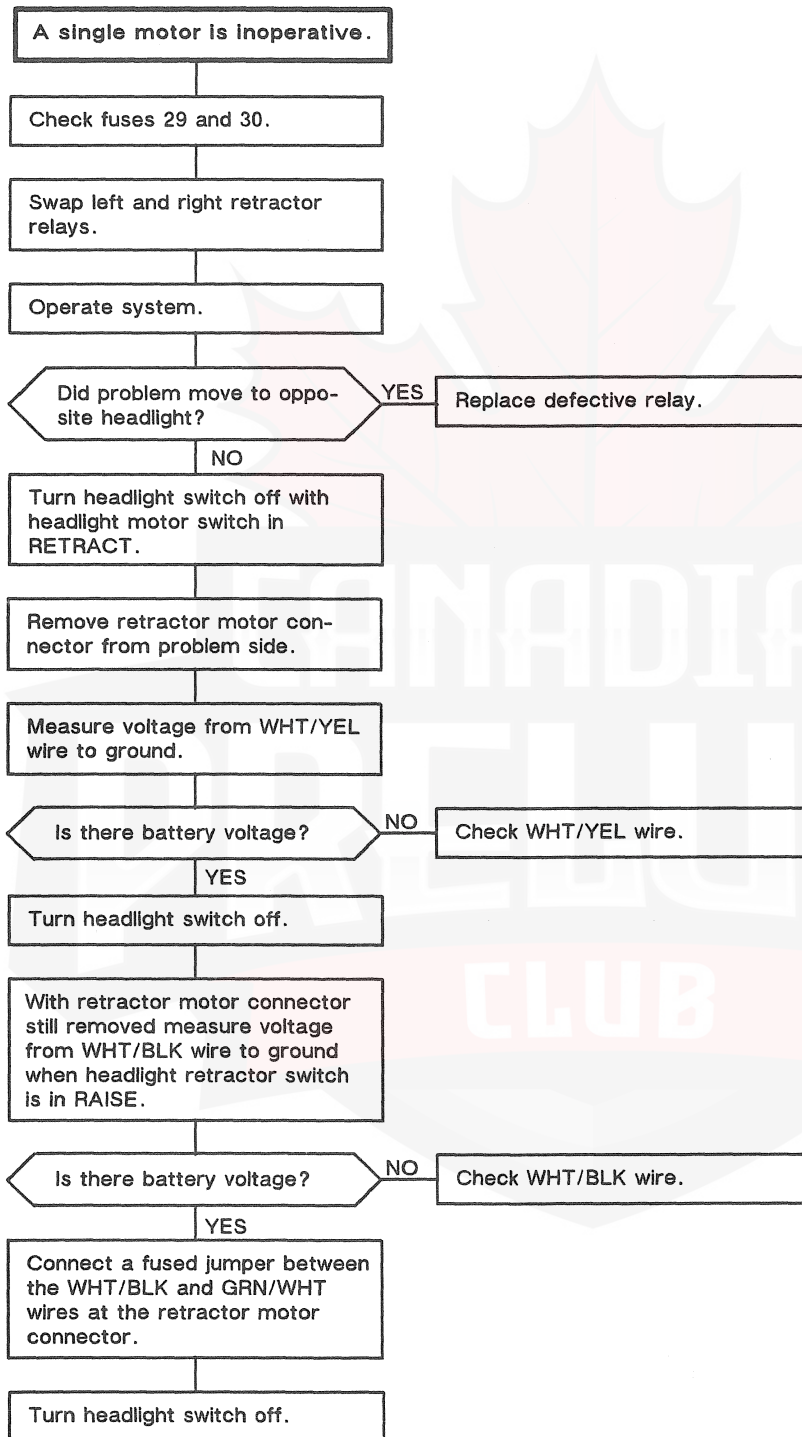 A single motor is inoperative.
Check fuses 29 and 30.
Swap left and right retractor
relays.
Operate system.
Did problem move to oppo-
site headlight?
YES
Replace defective relay.
NO
Turn headlight switch off with
headlight motor switch in
RETRACT.
Remove retractor motor con-
nector from problem side.
Measure voltage from WHT/YEL
wire to ground.
Is there battery voltage?
NO
Check WHT/YEL wire.
YES
Turn headlight switch off.
With retractor motor connector
still removed measure voltage
from WHT/BLK wire to ground
when headlight retractor switch
is in RAISE.
Is there battery voltage?
NO
Check WHT/BLK wire.
YES
Connect a fused jumper between
the WHT/BLK and GRN/WHT
wires at the retractor motor
connector.
Turn headlight switch off.
CANADIA
PRELU
CLUB